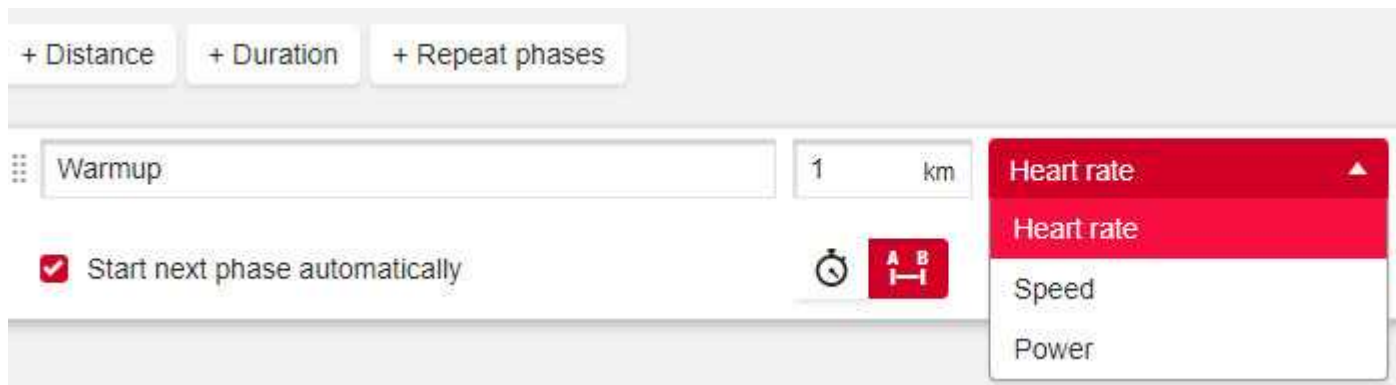 + Distance + Duration + Repeat phases
Warmup 1 km Heart rate
Heart rate
Start next phase automatically A B Speed
Power